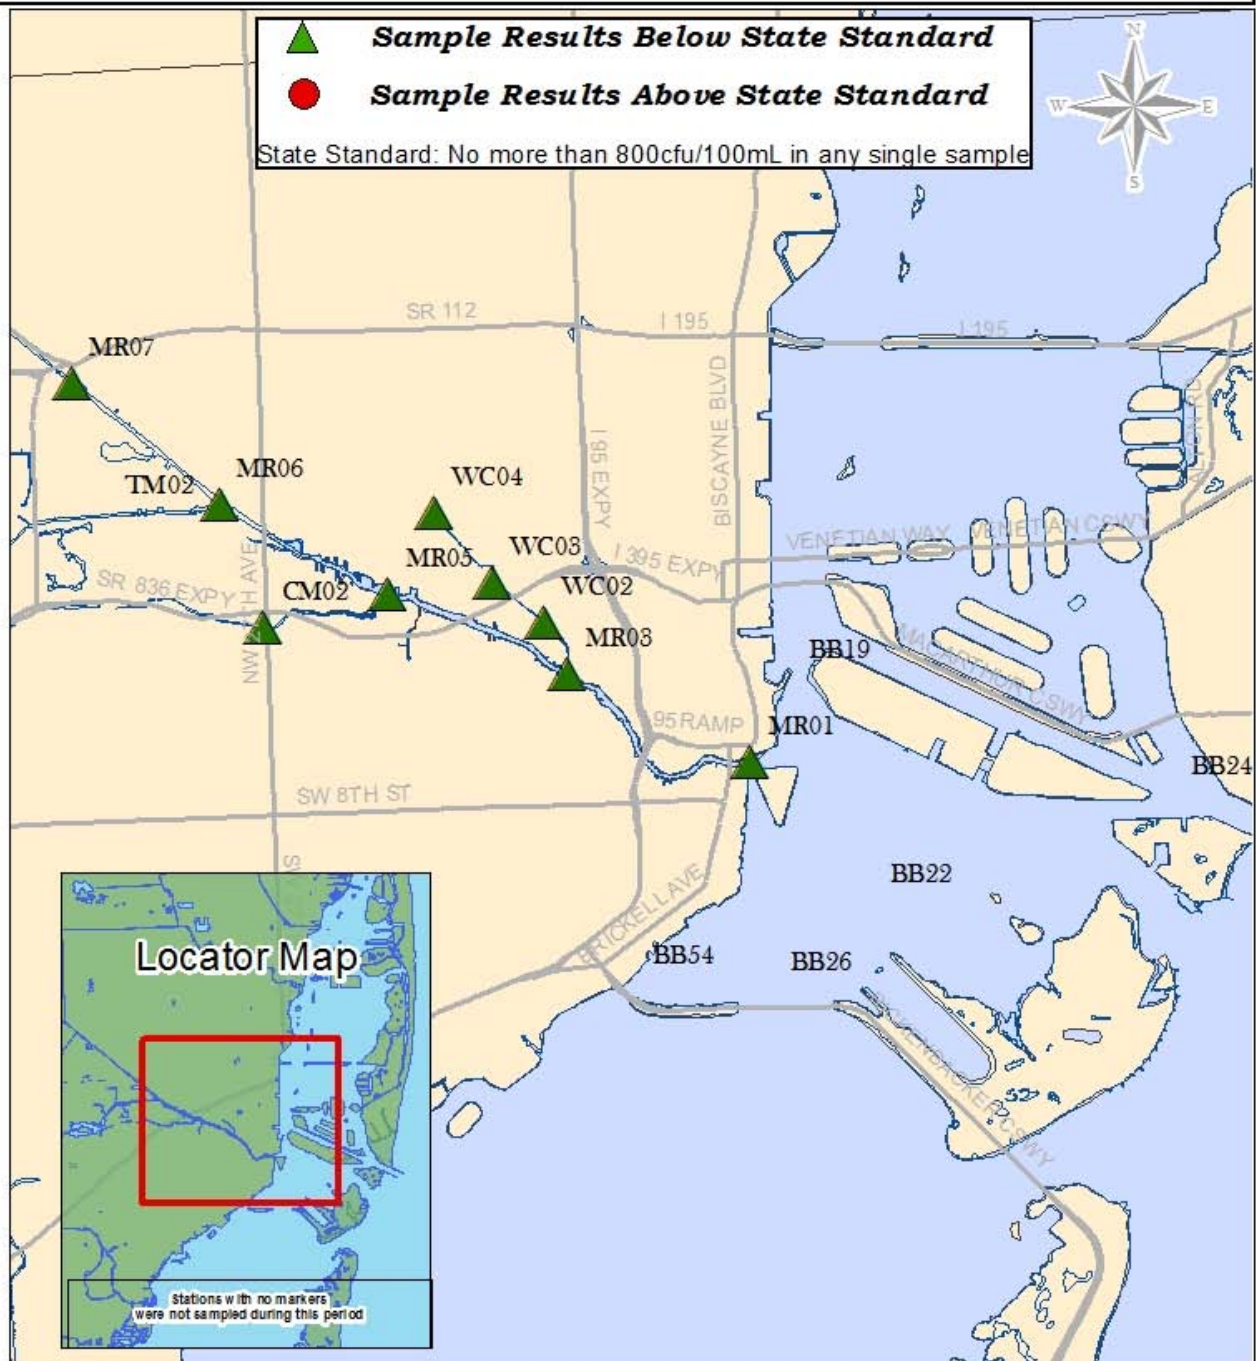 Sample Results Below State Standard
Sample Results Above State Standard
State Standard: No more than 800cfu/100mL in any single sample
N
W
E
S
SR 112
I 195
I 195
MR07
BISCAYNE BLVD
ALTON RD
I 95 EXPY
MR06
WC04
TM02
VENETIAN WAY
VENETIAN CSWY
MR05
WC03
I 395 EXPY
SR 836 EXPY
CM02
WC02
NW
AVE
MR03
BB19
MACARTHUR CSWY
95 RAMP
MR01
BB24
SW 8TH ST
BB22
BRICKELL AVE
BB54
BB26
CSWY
Locator Map
Stations with no markers
were not sampled during this period